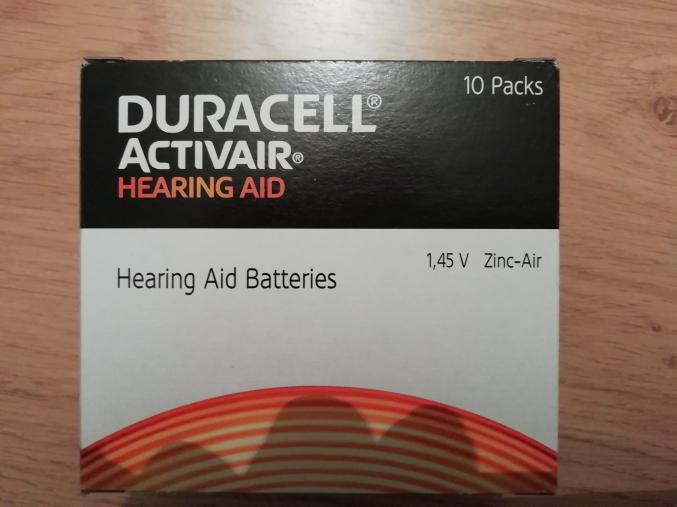 10 Packs
DURACELL®
ACTIVAIR®
HEARING AID
1,45 V Zinc-Air
Hearing Aid Batteries